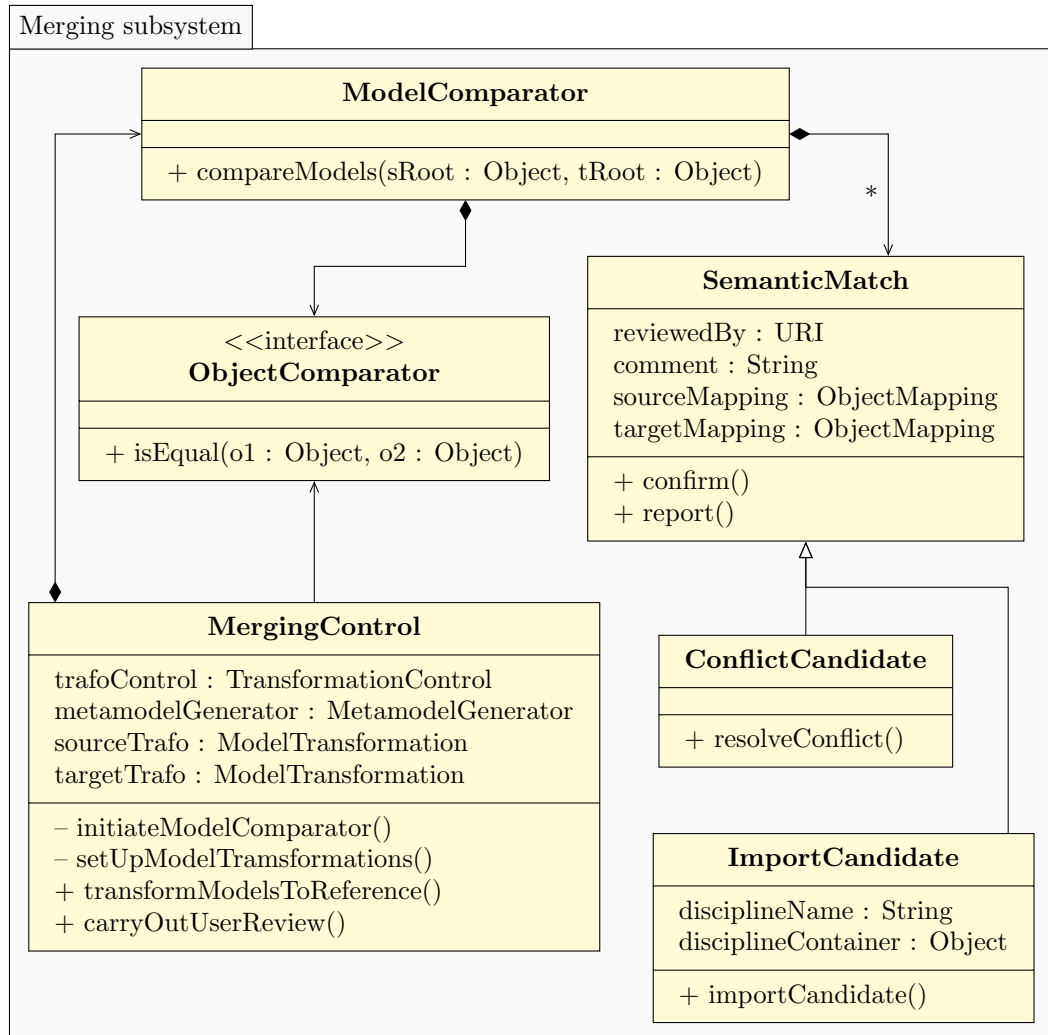 Merging subsystem
ModelComparator
+ compareModels(sRoot : Object, tRoot : Object)
*
<<interface>>
ObjectComparator
+ isEqual(o1 : Object, o2 : Object)
SemanticMatch
reviewedBy : URI
comment : String
sourceMapping : ObjectMapping
targetMapping : ObjectMapping
+ confirm()
+ report()
MergingControl
trafoControl : TransformationControl
metamodelGenerator : MetamodelGenerator
sourceTrafo : ModelTransformation
targetTrafo : ModelTransformation
– initiateModelComparator()
– setUpModelTramsformations()
+ transformModelsToReference()
+ carryOutUserReview()
ConflictCandidate
+ resolveConflict()
ImportCandidate
disciplineName : String
disciplineContainer : Object
+ importCandidate()